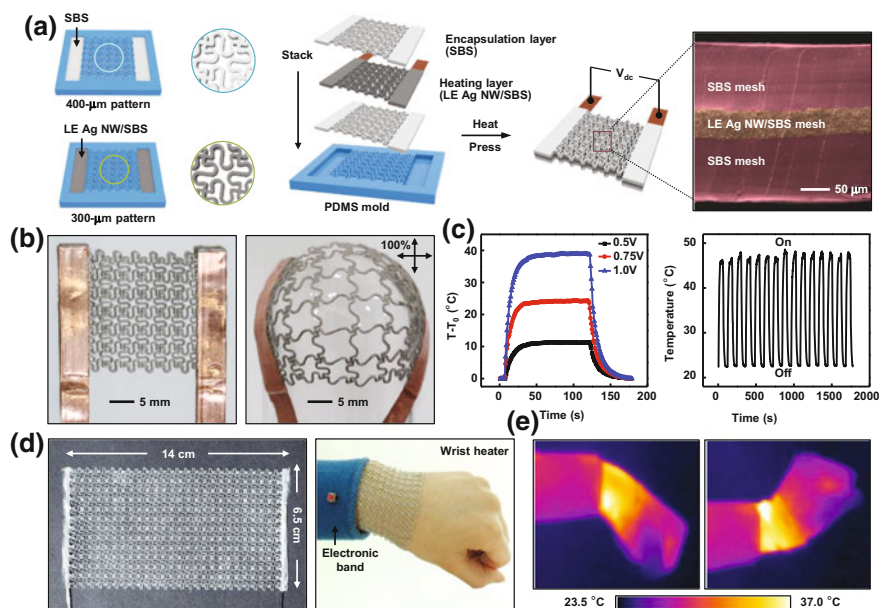 (a)
SBS
400-µm pattern
LE Ag NW/SBS
300-µm pattern
Stack
Encapsulation layer
(SBS)
Heating layer
(LE Ag NW/SBS)
PDMS mold
Heat
Press
V_dc
SBS mesh
LE Ag NW/SBS mesh
SBS mesh
50 µm
(b)
5 mm
100%
5 mm
(c)
T-T₀ (°C)
40
30
20
10
0
0.5V
0.75V
1.0V
0 50 100 150 200
Time (s)
Temperature (°C)
50
40
30
20
On
Off
0 500 1000 1500 2000
Time (s)
(d)
14 cm
6.5 cm
Wrist heater
Electronic
band
(e)
23.5 °C
37.0 °C